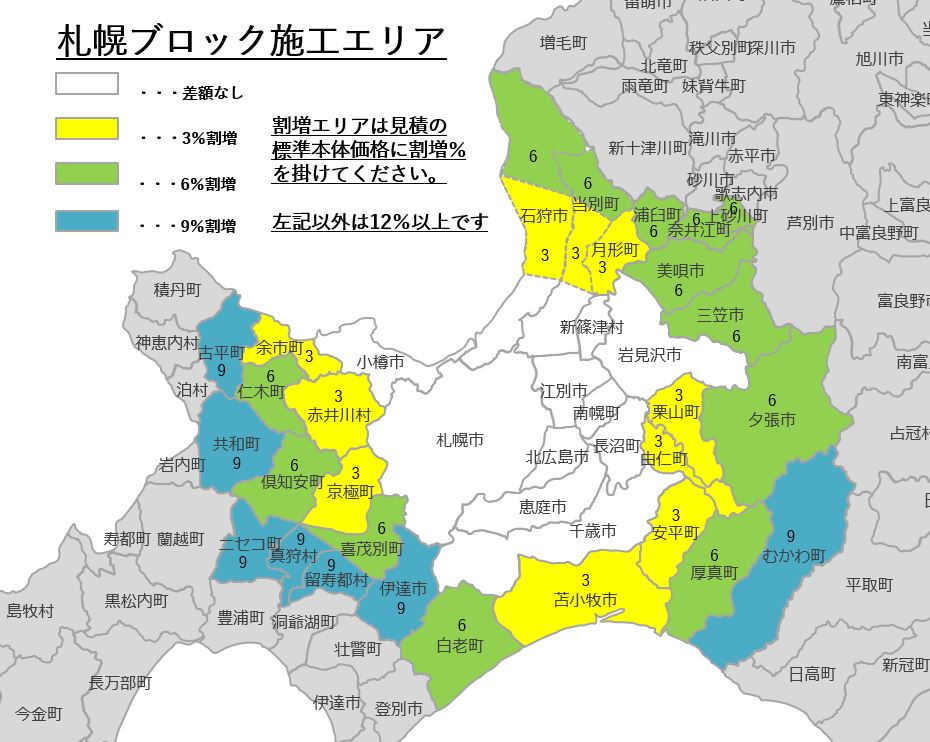 札幌ブロック施工エリア
・・・差額なし
・・・3%割増
・・・6%割増
・・・9%割増
割増エリアは見積の
標準本体価格に割増%
を掛けてください。
左記以外は12%以上です
増毛町
秩父別町
深川市
北竜町
旭川市
雨竜町
妹背牛町
東神楽町
新十津川町
滝川市
赤平市
6
砂川市
歌志内市
6
当別町
石狩市
浦臼町
6
6
上砂川町
6
奈井江町
芦別市
上富良
中富良野町
3
3
3
月形町
美唄市
6
積丹町
富良野市
三笠市
6
新篠津村
神恵内村
古平町
9
余市町
3
小樽市
岩見沢市
南富
泊村
6
仁木町
江別市
3
赤井川村
南幌町
3
栗山町
6
夕張市
占冠村
共和町
9
札幌市
長沼町
3
由仁町
北広島市
岩内町
6
倶知安町
3
京極町
恵庭市
千歳市
3
安平町
寿都町
蘭越町
ニセコ町
9
9
真狩村
6
喜茂別町
9
留寿都村
伊達市
9
9
むかわ町
6
厚真町
平取町
島牧村
黒松内町
3
苫小牧市
豊浦町
洞爺湖町
6
白老町
壮瞥町
新冠町
日高町
長万部町
今金町
伊達市
登別市